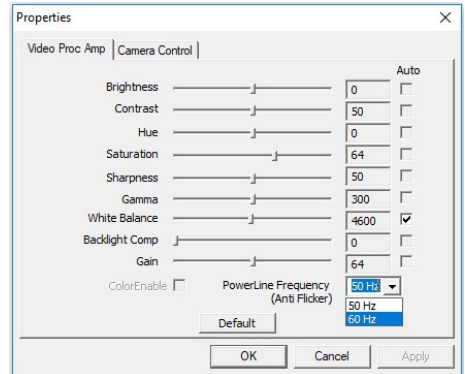 Properties
Video Proc Amp Camera Control
Auto
Brightness 0
Contrast 50
Hue 0
Saturation 64
Sharpness 50
Gamma 300
White Balance 4600
Backlight Comp 0
Gain 64
ColorEnable PowerLine Frequency 50 Hz
(Anti Flicker)
50 Hz
60 Hz
Default
OK Cancel Apply